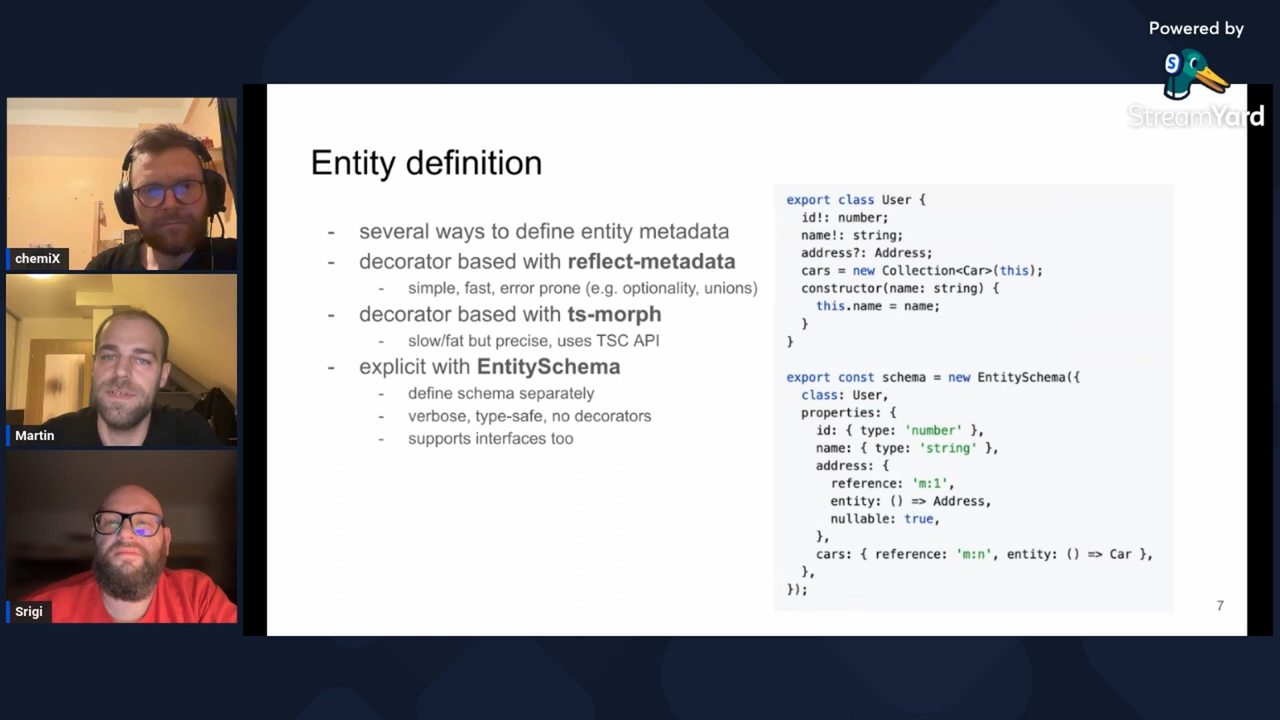 Powered by
StreamYard
chemiX
Martin
Srigi
Entity definition
- several ways to define entity metadata
- decorator based with reflect-metadata
- simple, fast, error prone (e.g. optionality, unions)
- decorator based with ts-morph
- slow/fat but precise, uses TSC API
- explicit with EntitySchema
- define schema separately
- verbose, type-safe, no decorators
- supports interfaces too
export class User {
id!: number;
name!: string;
address?: Address;
cars = new Collection<Car>(this);
constructor(name: string) {
this.name = name;
}
}
export const schema = new EntitySchema({
class: User,
properties: {
id: { type: 'number' },
name: { type: 'string' },
address: {
reference: 'm:1',
entity: () => Address,
nullable: true,
},
cars: { reference: 'm:n', entity: () => Car },
},
});
7